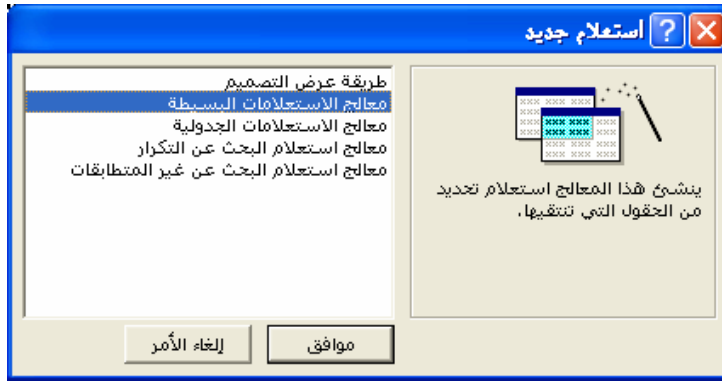 استعلام جديد
ينشئ هذا المعالج استعلام تحديد
من الحقول التي تنتقيها.
طريقة عرض التصميم
معالج الاستعلامات البسيطة
معالج الاستعلامات الجدولية
معالج استعلام البحث عن التكرار
معالج استعلام البحث عن غير المتطابقات
موافق
إلغاء الأمر